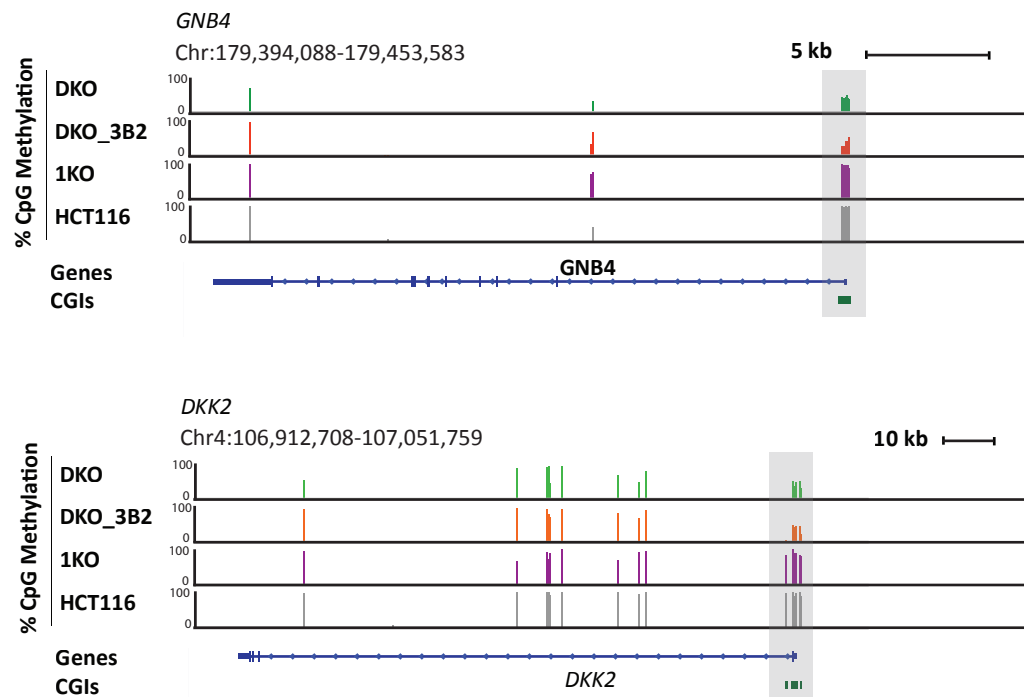 GNB4
Chr:179,394,088-179,453,583
5 kb
% CpG Methylation
DKO
100
0
DKO_3B2
100
0
1KO
100
0
HCT116
100
0
Genes
GNB4
CGIs
DKK2
Chr4:106,912,708-107,051,759
10 kb
% CpG Methylation
DKO
100
0
DKO_3B2
100
0
1KO
100
0
HCT116
100
0
Genes
DKK2
CGIs